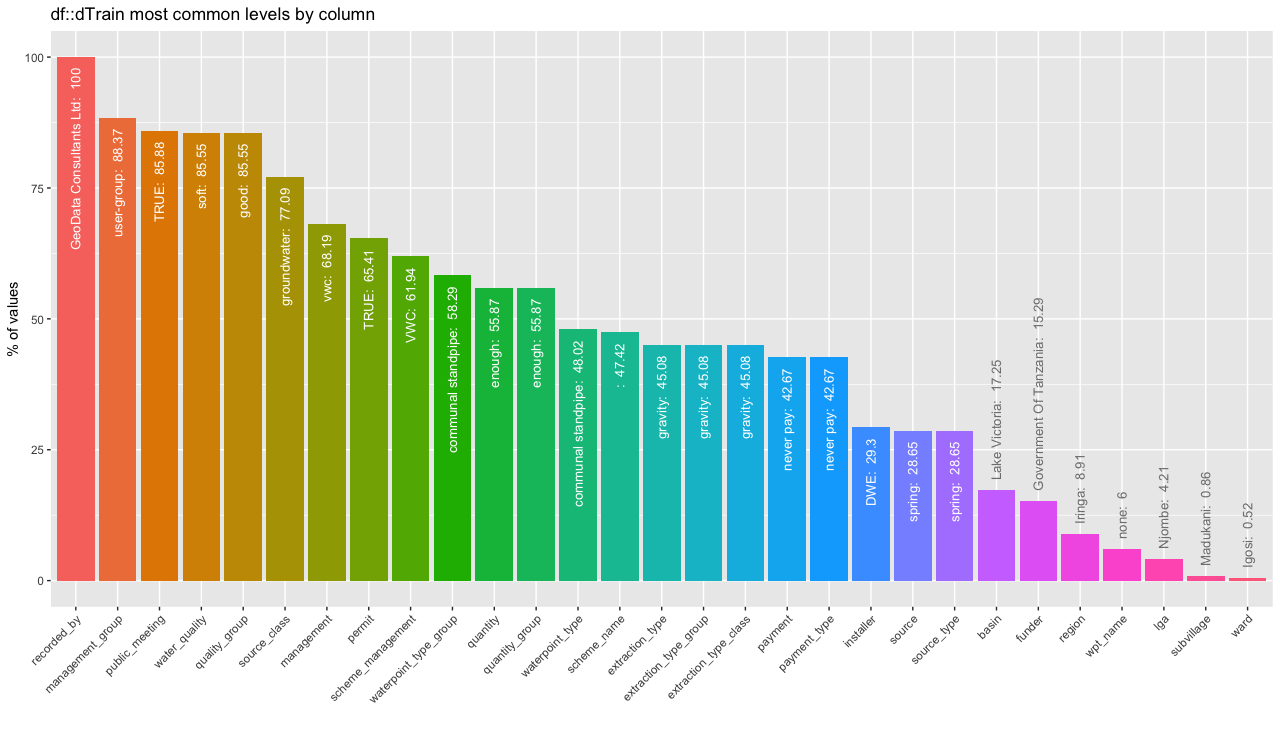 df::dTrain most common levels by column
% of values
100
75
50
25
0
GeoData Consultants Ltd: 100
user-group: 88.37
TRUE: 85.88
soft: 85.55
good: 85.55
groundwater: 77.09
vwc: 68.19
TRUE: 65.41
VWC: 61.94
communal standpipe: 58.29
enough: 55.87
enough: 55.87
communal standpipe: 48.02
: 47.42
gravity: 45.08
gravity: 45.08
gravity: 45.08
never pay: 42.67
never pay: 42.67
DWE: 29.3
spring: 28.65
spring: 28.65
Lake Victoria: 17.25
Government Of Tanzania: 15.29
Iringa: 8.91
none: 6
Njombe: 4.21
Madukani: 0.86
Igosi: 0.52
recorded_by
management_group
public_meeting
water_quality
quality_group
source_class
management
permit
scheme_management
waterpoint_type_group
quantity
quantity_group
waterpoint_type
scheme_name
extraction_type
extraction_type_group
extraction_type_class
payment
payment_type
installer
source
source_type
basin
funder
region
wpt_name
lga
subvillage
ward